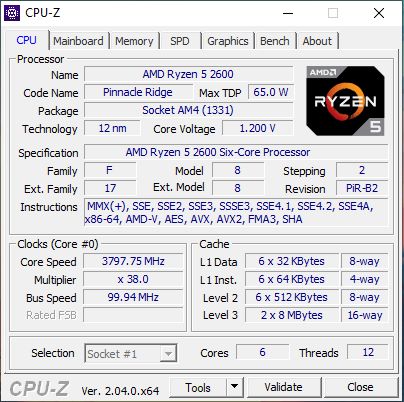 CPU-Z
CPU Mainboard Memory SPD Graphics Bench About
Processor
Name AMD Ryzen 5 2600
Code Name Pinnacle Ridge Max TDP 65.0 W
Package Socket AM4 (1331)
Technology 12 nm Core Voltage 1.200 V
AMD
RYZEN
5
Specification AMD Ryzen 5 2600 Six-Core Processor
Family F Model 8 Stepping 2
Ext. Family 17 Ext. Model 8 Revision PiR-B2
Instructions MMX(+), SSE, SSE2, SSE3, SSSE3, SSE4.1, SSE4.2, SSE4A,
x86-64, AMD-V, AES, AVX, AVX2, FMA3, SHA
Clocks (Core #0)
Core Speed 3797.75 MHz
Multiplier x 38.0
Bus Speed 99.94 MHz
Rated FSB
Cache
L1 Data 6 x 32 KBytes 8-way
L1 Inst. 6 x 64 KBytes 4-way
Level 2 6 x 512 KBytes 8-way
Level 3 2 x 8 MBytes 16-way
Selection Socket #1 Cores 6 Threads 12
CPU-Z Ver. 2.04.0.x64 Tools Validate Close